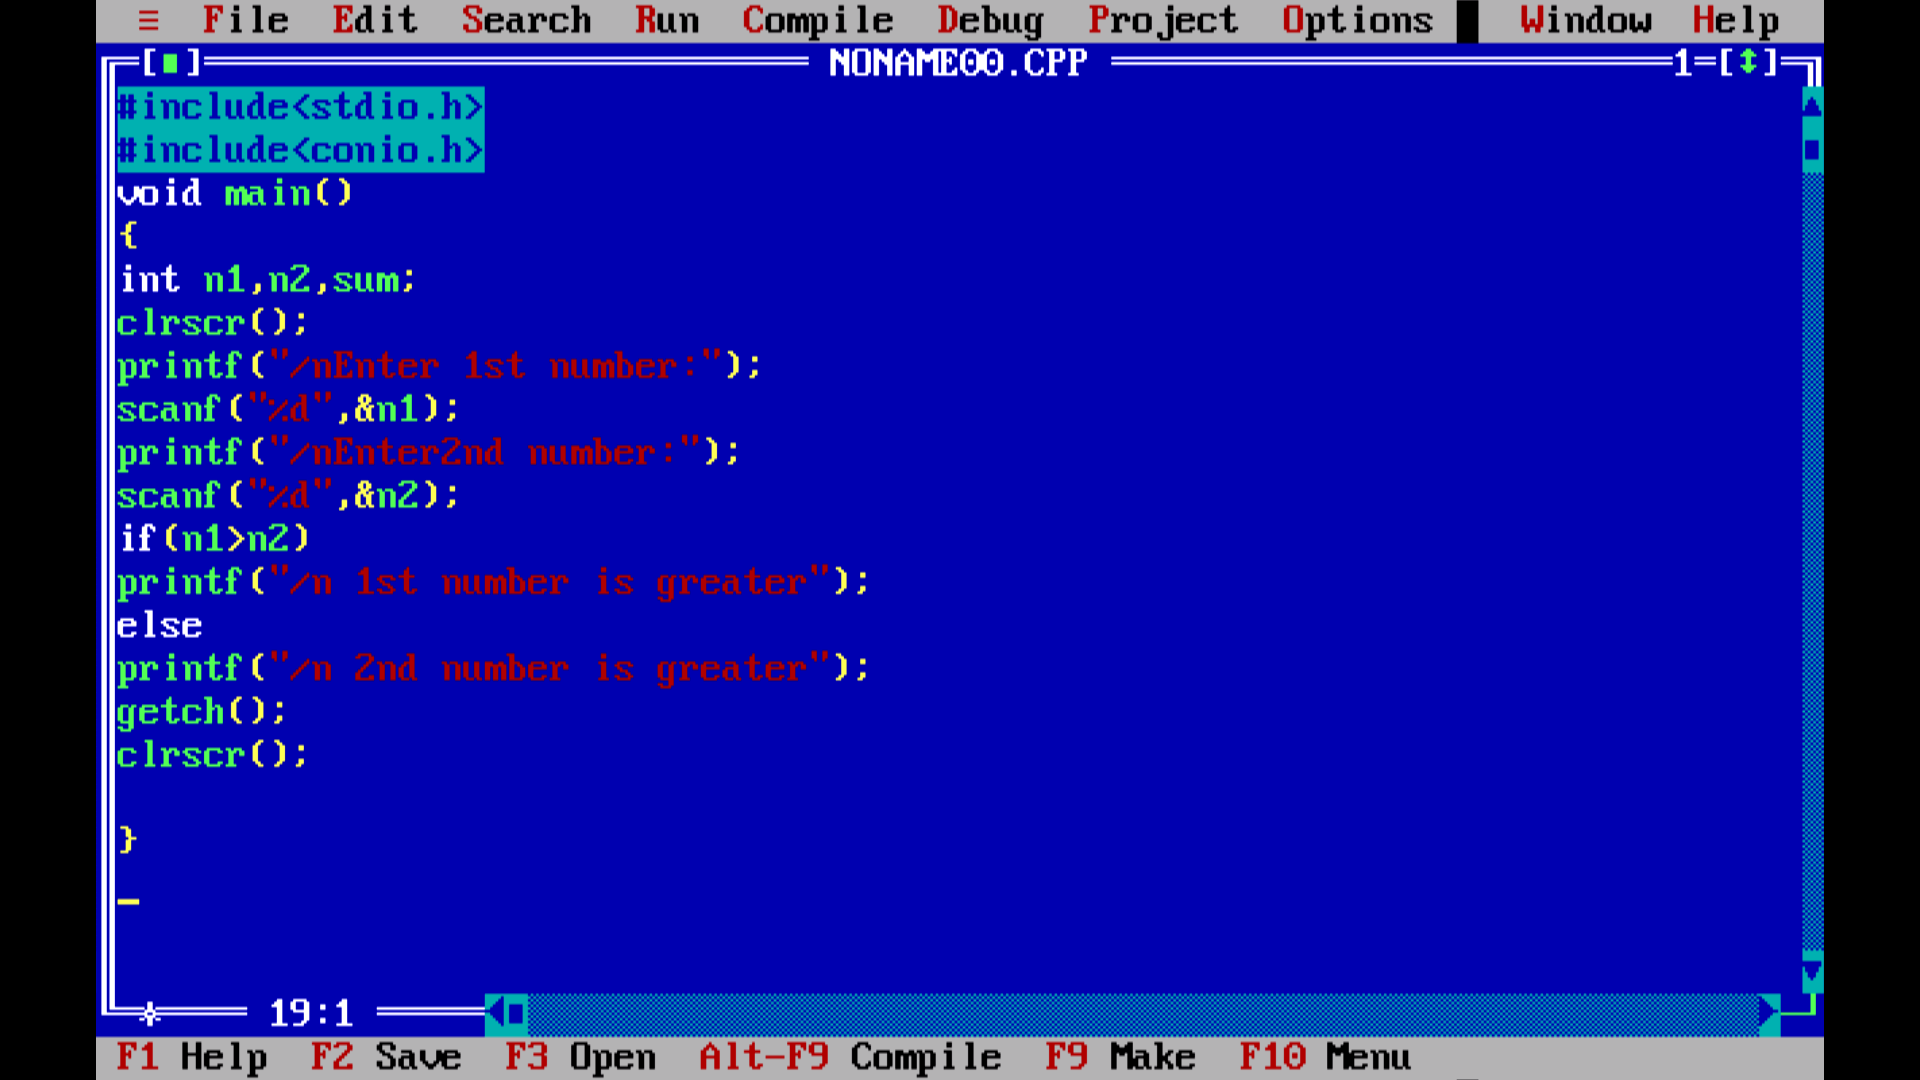 ≡ File Edit Search Run Compile Debug Project Options Window Help
[■] NONAME00.CPP 1=[↕]
#include<stdio.h>
#include<conio.h>
void main()
{
int n1,n2,sum;
clrscr();
printf("/nEnter 1st number:");
scanf("%d",&n1);
printf("/nEnter2nd number:");
scanf("%d",&n2);
if(n1>n2)
printf("/n 1st number is greater");
else
printf("/n 2nd number is greater");
getch();
clrscr();
}
19:1
F1 Help F2 Save F3 Open Alt-F9 Compile F9 Make F10 Menu